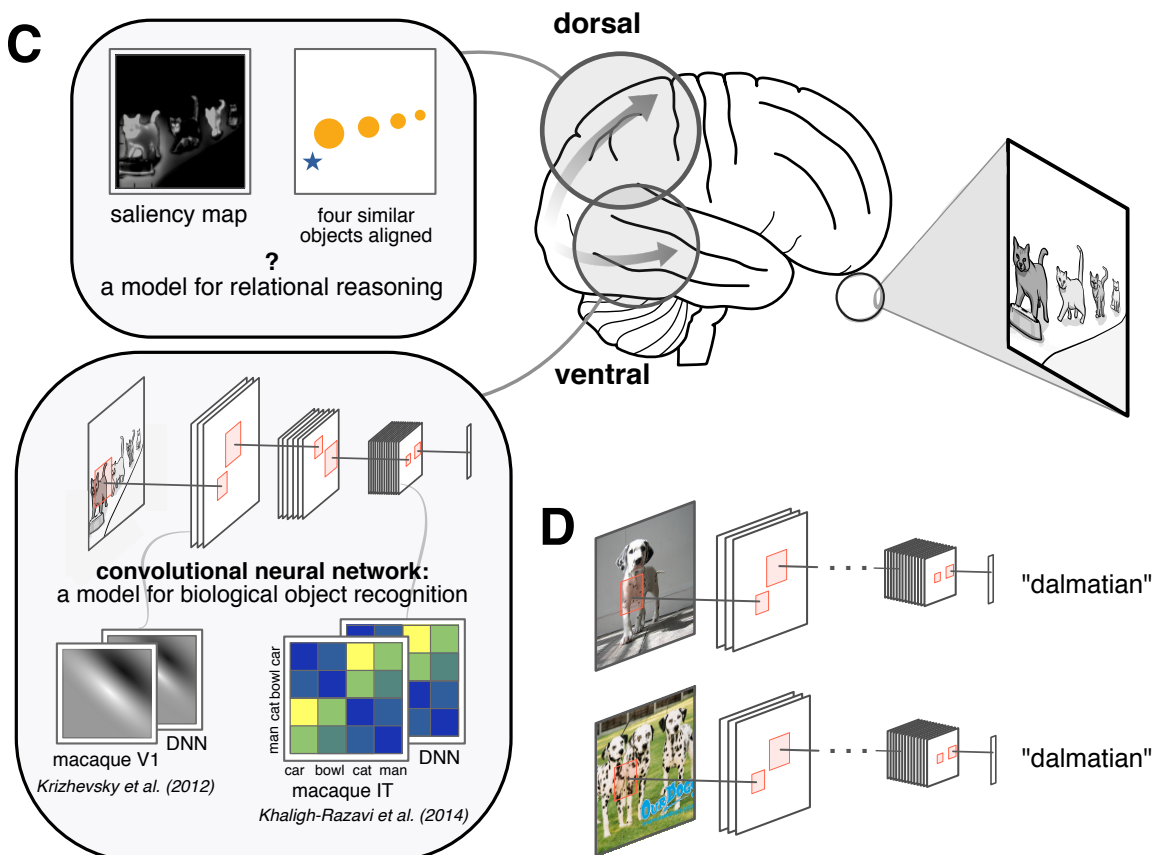 C
dorsal
saliency map
four similar
objects aligned
?
a model for relational reasoning
ventral
convolutional neural network:
a model for biological object recognition
DNN
macaque V1
Krizhevsky et al. (2012)
man cat bowl car
car bowl cat man
DNN
macaque IT
Khaligh-Razavi et al. (2014)
D
"dalmatian"
OUR DOGS
"dalmatian"